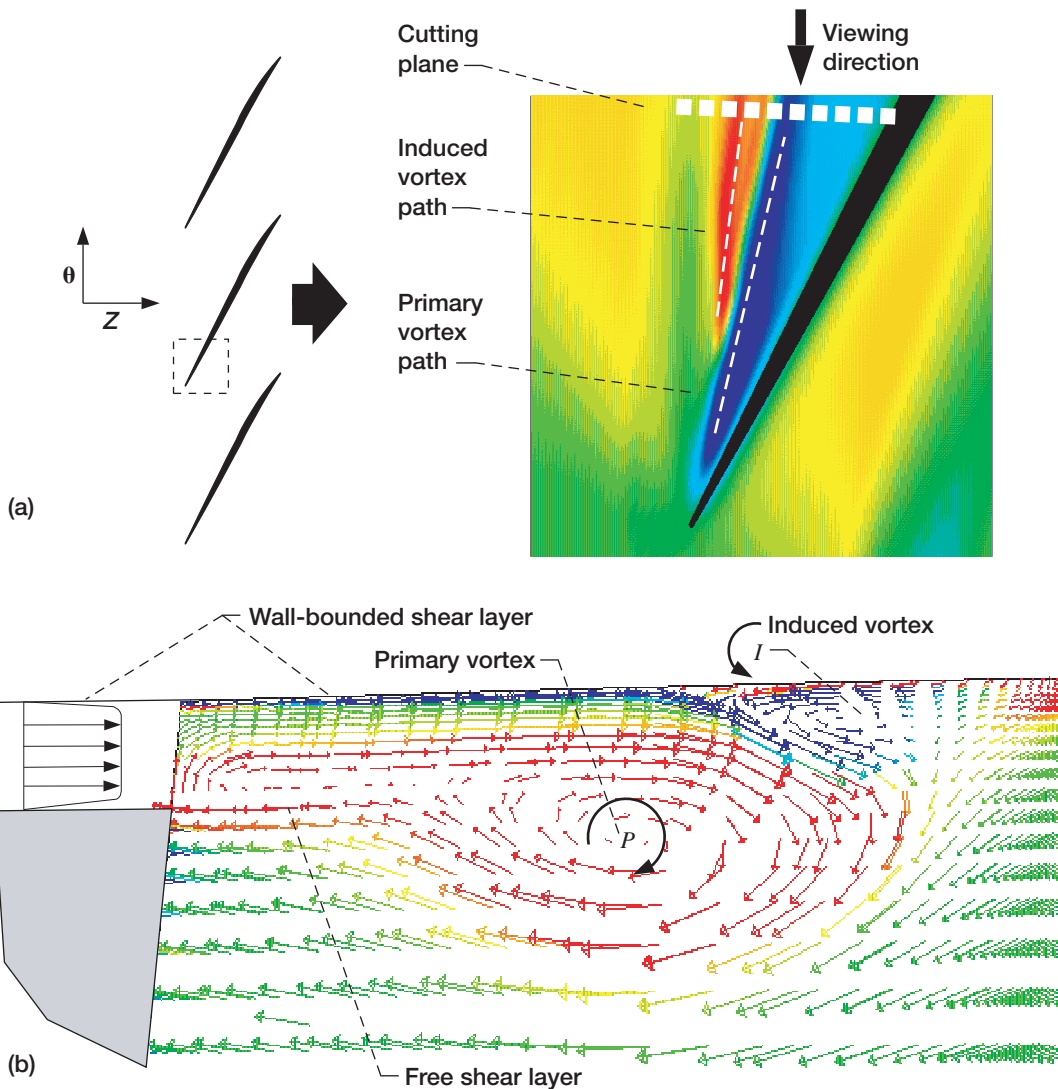 Cutting
plane
Viewing
direction
Induced
vortex
path
θ
Z
Primary
vortex
path
(a)
Wall-bounded shear layer
Induced vortex
I
Primary vortex
P
(b)
Free shear layer